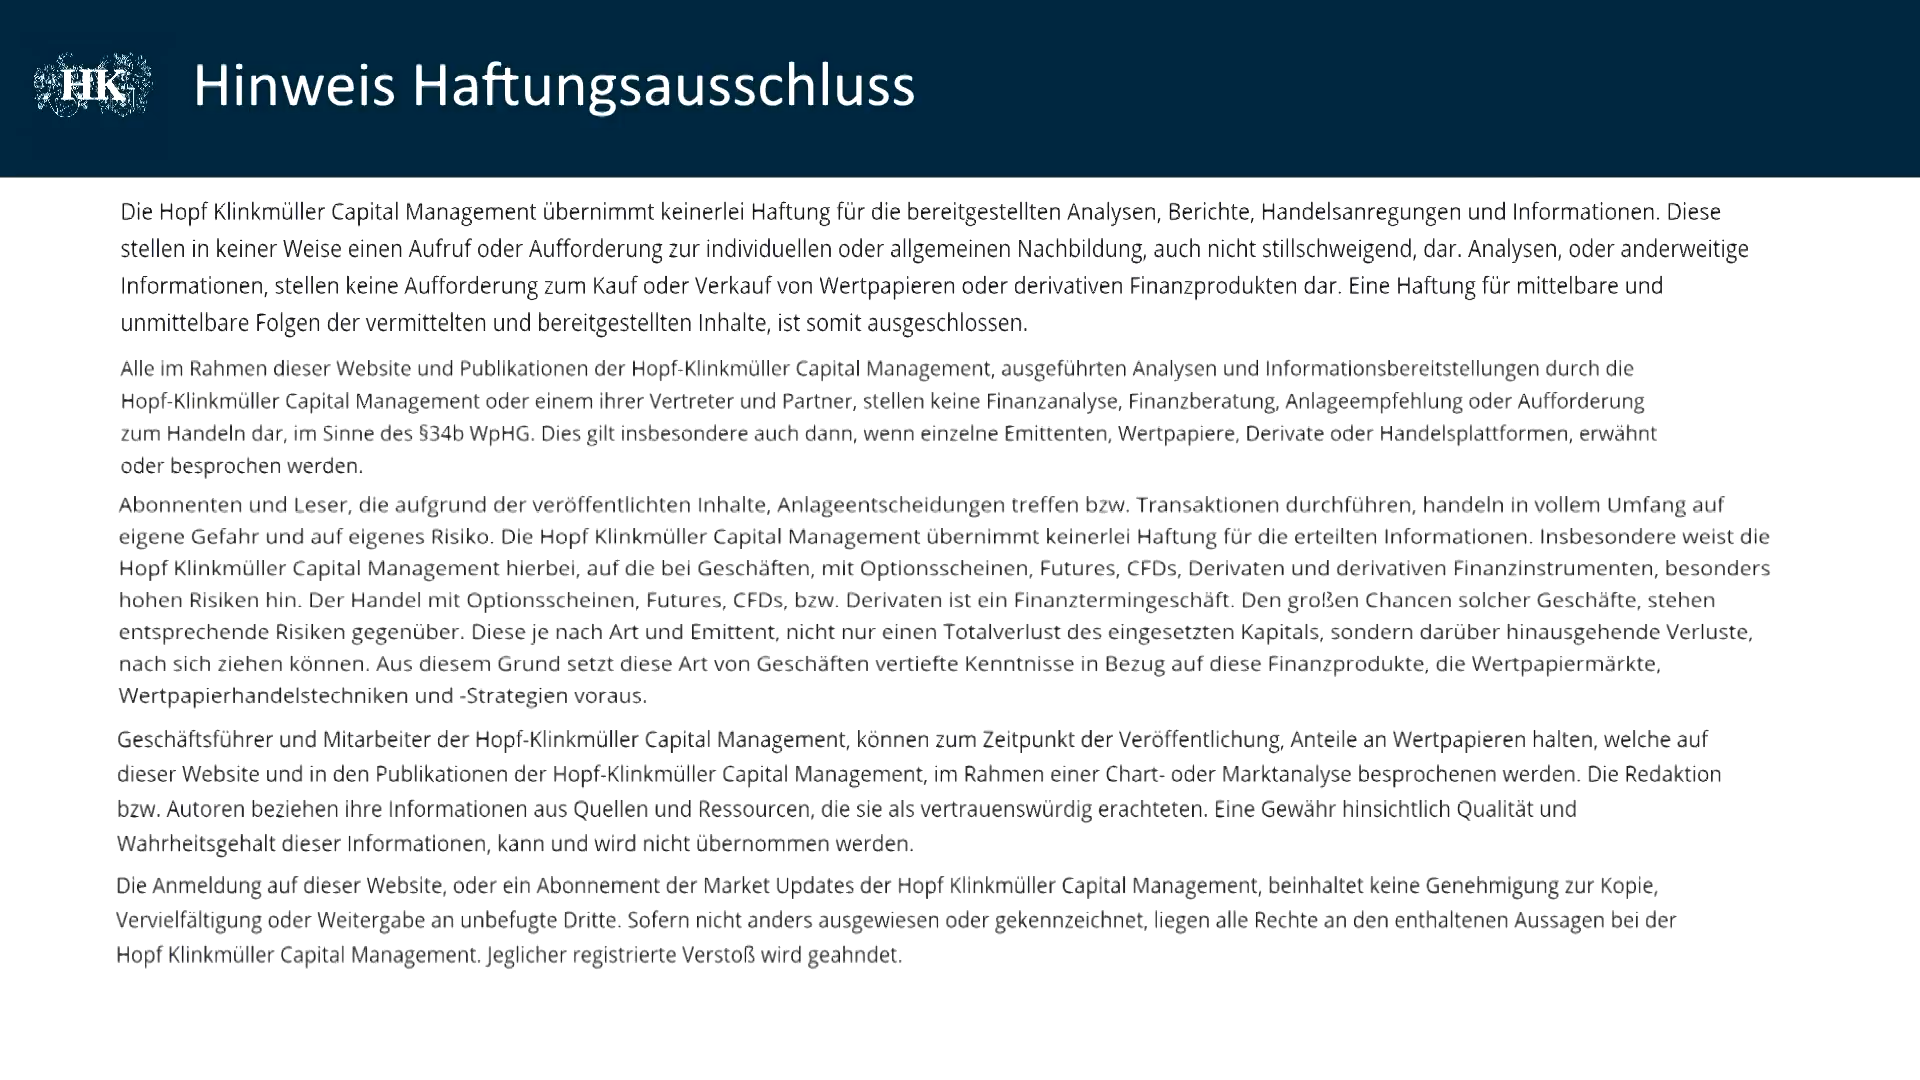 HK
Hinweis Haftungsausschluss
Die Hopf Klinkmüller Capital Management übernimmt keinerlei Haftung für die bereitgestellten Analysen, Berichte, Handelsanregungen und Informationen. Diese
stellen in keiner Weise einen Aufruf oder Aufforderung zur individuellen oder allgemeinen Nachbildung, auch nicht stillschweigend, dar. Analysen, oder anderweitige
Informationen, stellen keine Aufforderung zum Kauf oder Verkauf von Wertpapieren oder derivativen Finanzprodukten dar. Eine Haftung für mittelbare und
unmittelbare Folgen der vermittelten und bereitgestellten Inhalte, ist somit ausgeschlossen.
Alle im Rahmen dieser Website und Publikationen der Hopf-Klinkmüller Capital Management, ausgeführten Analysen und Informationsbereitstellungen durch die
Hopf-Klinkmüller Capital Management oder einem ihrer Vertreter und Partner, stellen keine Finanzanalyse, Finanzberatung, Anlageempfehlung oder Aufforderung
zum Handeln dar, im Sinne des §34b WpHG. Dies gilt insbesondere auch dann, wenn einzelne Emittenten, Wertpapiere, Derivate oder Handelsplattformen, erwähnt
oder besprochen werden.
Abonnenten und Leser, die aufgrund der veröffentlichten Inhalte, Anlageentscheidungen treffen bzw. Transaktionen durchführen, handeln in vollem Umfang auf
eigene Gefahr und auf eigenes Risiko. Die Hopf Klinkmüller Capital Management übernimmt keinerlei Haftung für die erteilten Informationen. Insbesondere weist die
Hopf Klinkmüller Capital Management hierbei, auf die bei Geschäften, mit Optionsscheinen, Futures, CFDs, Derivaten und derivativen Finanzinstrumenten, besonders
hohen Risiken hin. Der Handel mit Optionsscheinen, Futures, CFDs, bzw. Derivaten ist ein Finanztermingeschäft. Den großen Chancen solcher Geschäfte, stehen
entsprechende Risiken gegenüber. Diese je nach Art und Emittent, nicht nur einen Totalverlust des eingesetzten Kapitals, sondern darüber hinausgehende Verluste,
nach sich ziehen können. Aus diesem Grund setzt diese Art von Geschäften vertiefte Kenntnisse in Bezug auf diese Finanzprodukte, die Wertpapiermärkte,
Wertpapierhandelstechniken und -Strategien voraus.
Geschäftsführer und Mitarbeiter der Hopf-Klinkmüller Capital Management, können zum Zeitpunkt der Veröffentlichung, Anteile an Wertpapieren halten, welche auf
dieser Website und in den Publikationen der Hopf-Klinkmüller Capital Management, im Rahmen einer Chart- oder Marktanalyse besprochenen werden. Die Redaktion
bzw. Autoren beziehen ihre Informationen aus Quellen und Ressourcen, die sie als vertrauenswürdig erachteten. Eine Gewähr hinsichtlich Qualität und
Wahrheitsgehalt dieser Informationen, kann und wird nicht übernommen werden.
Die Anmeldung auf dieser Website, oder ein Abonnement der Market Updates der Hopf Klinkmüller Capital Management, beinhaltet keine Genehmigung zur Kopie,
Vervielfältigung oder Weitergabe an unbefugte Dritte. Sofern nicht anders ausgewiesen oder gekennzeichnet, liegen alle Rechte an den enthaltenen Aussagen bei der
Hopf Klinkmüller Capital Management. Jeglicher registrierte Verstoß wird geahndet.